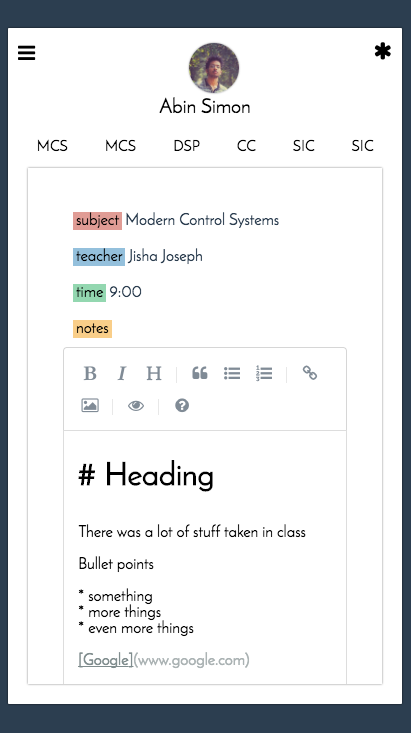 Abin Simon
MCS MCS DSP CC SIC SIC
subject Modern Control Systems
teacher Jisha Joseph
time 9:00
notes
B I H
# Heading
There was a lot of stuff taken in class
Bullet points
* something
* more things
* even more things
[Google](www.google.com)